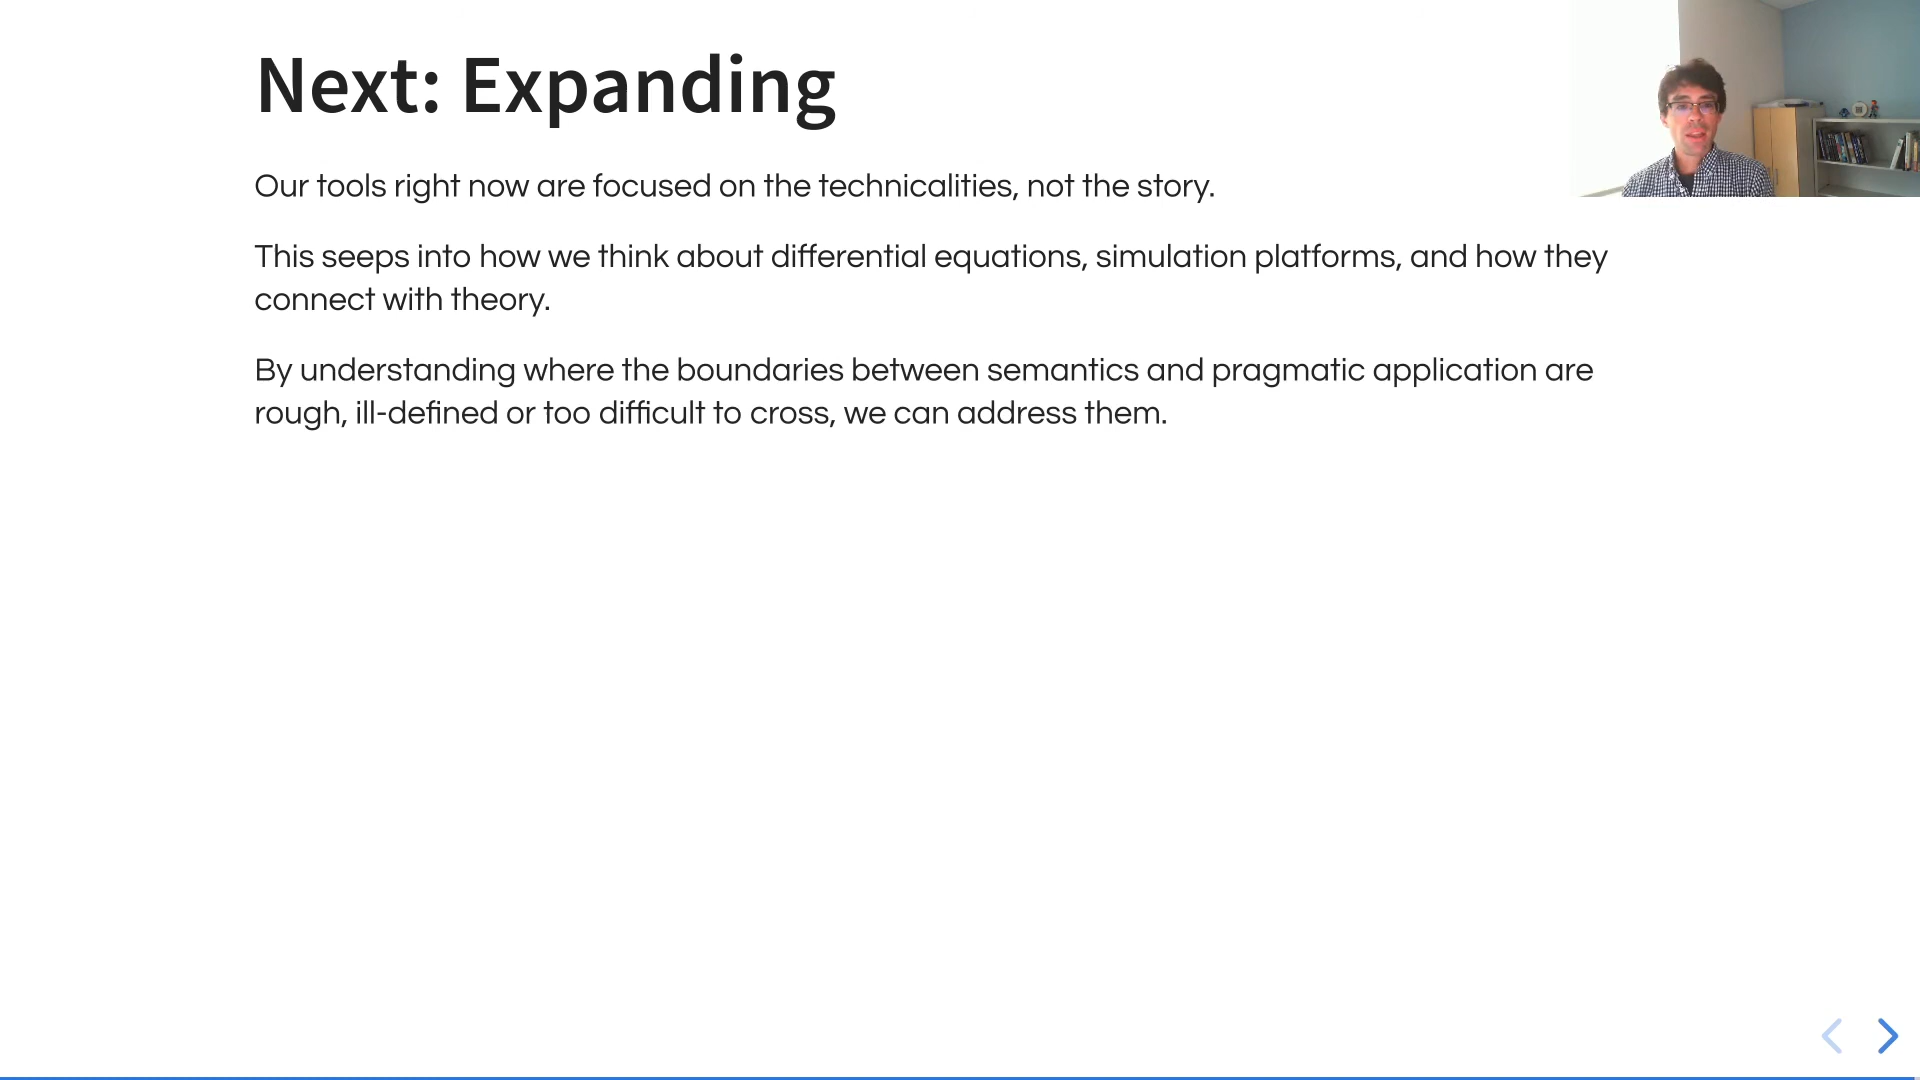 Next: Expanding
Our tools right now are focused on the technicalities, not the story.
This seeps into how we think about differential equations, simulation platforms, and how they
connect with theory.
By understanding where the boundaries between semantics and pragmatic application are
rough, ill-defined or too difficult to cross, we can address them.